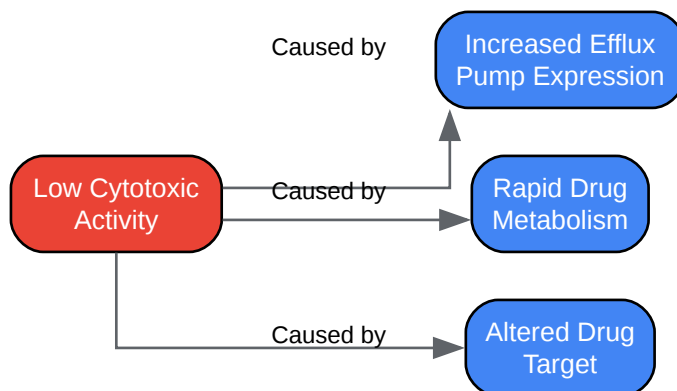 Caused by
Increased Efflux
Pump Expression
Low Cytotoxic
Activity
Caused by
Rapid Drug
Metabolism
Caused by
Altered Drug
Target